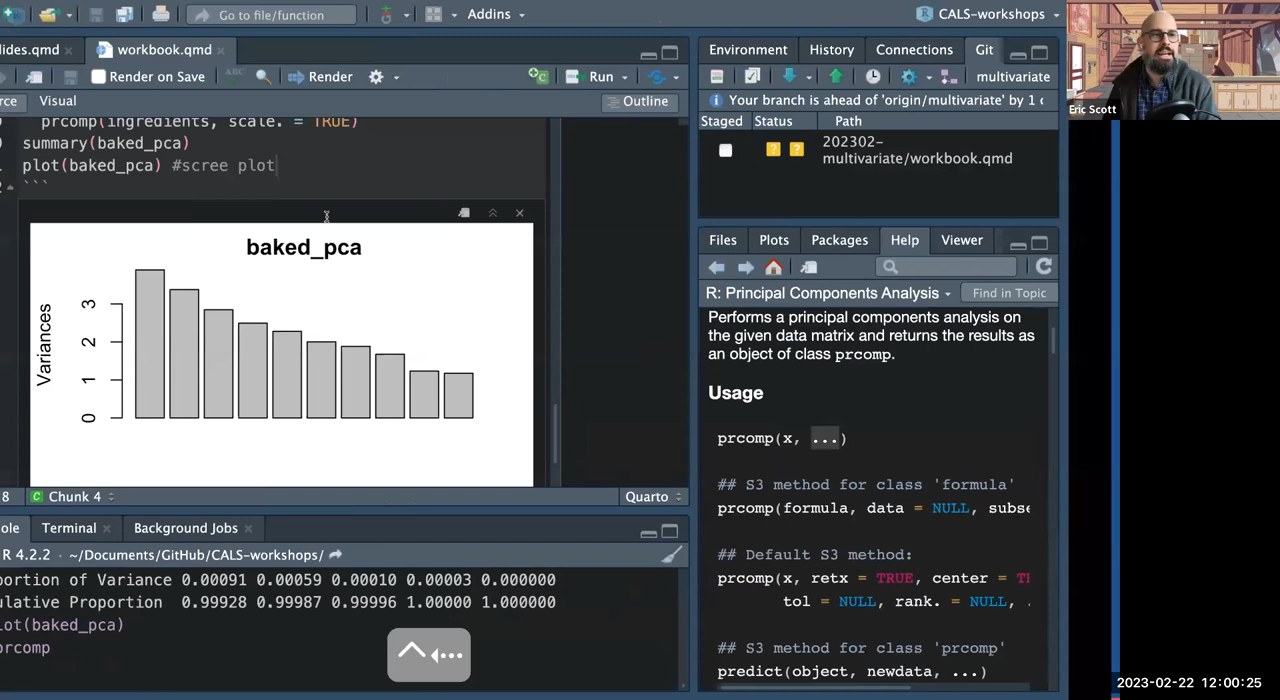 Go to file/function
Addins
CALS-workshops
lides.qmd
workbook.qmd
Render on Save
ABC
Render
Run
rce
Visual
Outline
prcomp(ingredients, scale. = TRUE)
summary(baked_pca)
plot(baked_pca) #scree plot
```
baked_pca
Variances
0 1 2 3
8
Chunk 4
Quarto
ole
Terminal
Background Jobs
R 4.2.2 · ~/Documents/GitHub/CALS-workshops/
ortion of Variance 0.00091 0.00059 0.00010 0.00003 0.000000
ulative Proportion 0.99928 0.99987 0.99996 1.00000 1.000000
lot(baked_pca)
prcomp
Environment
History
Connections
Git
multivariate
Your branch is ahead of 'origin/multivariate' by 1 c
Staged
Status
Path
202302-
multivariate/workbook.qmd
Files
Plots
Packages
Help
Viewer
R: Principal Components Analysis
Find in Topic
Performs a principal components analysis on
the given data matrix and returns the results as
an object of class prcomp.
Usage
prcomp(x, ...)
## S3 method for class 'formula'
prcomp(formula, data = NULL, subse
## Default S3 method:
prcomp(x, retx = TRUE, center = TR
tol = NULL, rank. = NULL, .
## S3 method for class 'prcomp'
predict(object, newdata, ...)
Eric Scott
2023-02-22 12:00:25